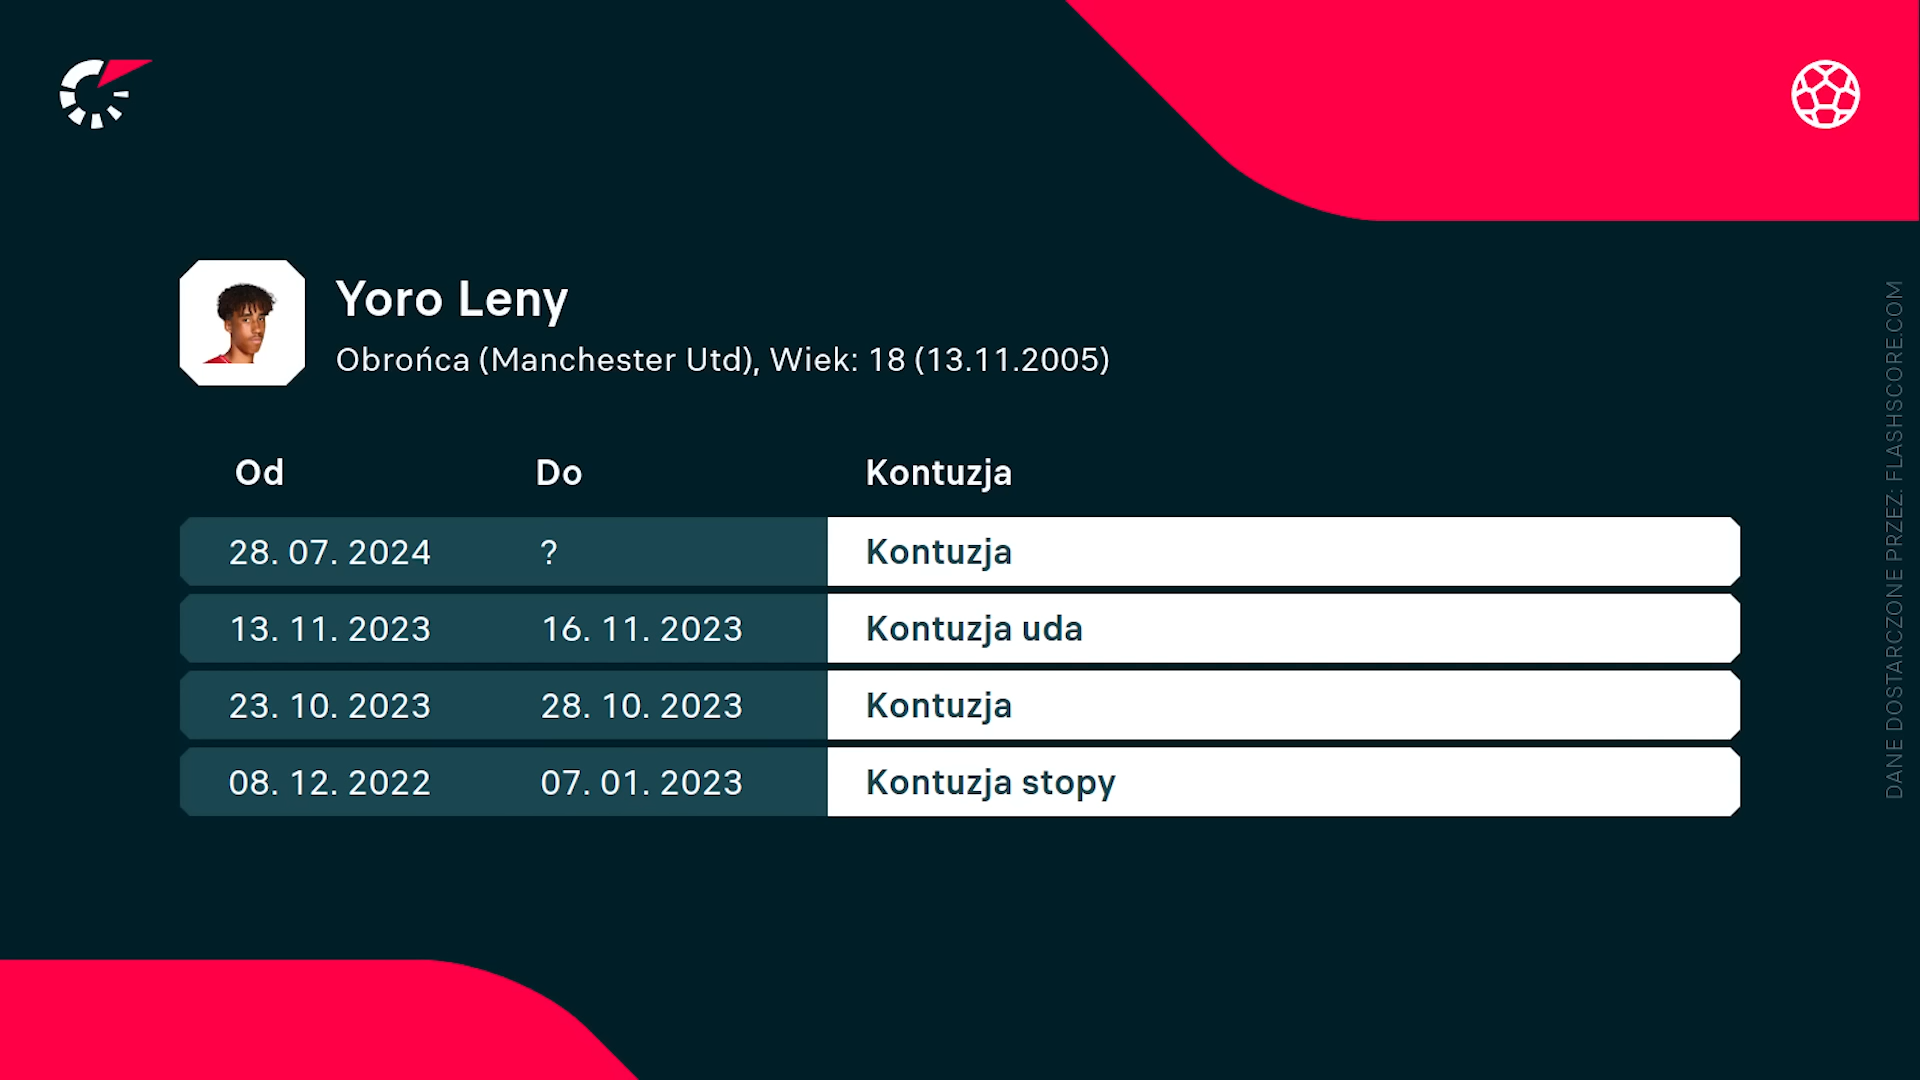 Yoro Leny
Obrońca (Manchester Utd), Wiek: 18 (13.11.2005)
Od Do Kontuzja
28. 07. 2024 ? Kontuzja
13. 11. 2023 16. 11. 2023 Kontuzja uda
23. 10. 2023 28. 10. 2023 Kontuzja
08. 12. 2022 07. 01. 2023 Kontuzja stopy
DANE DOSTARCZONE PRZEZ: FLASHSCORE.COM